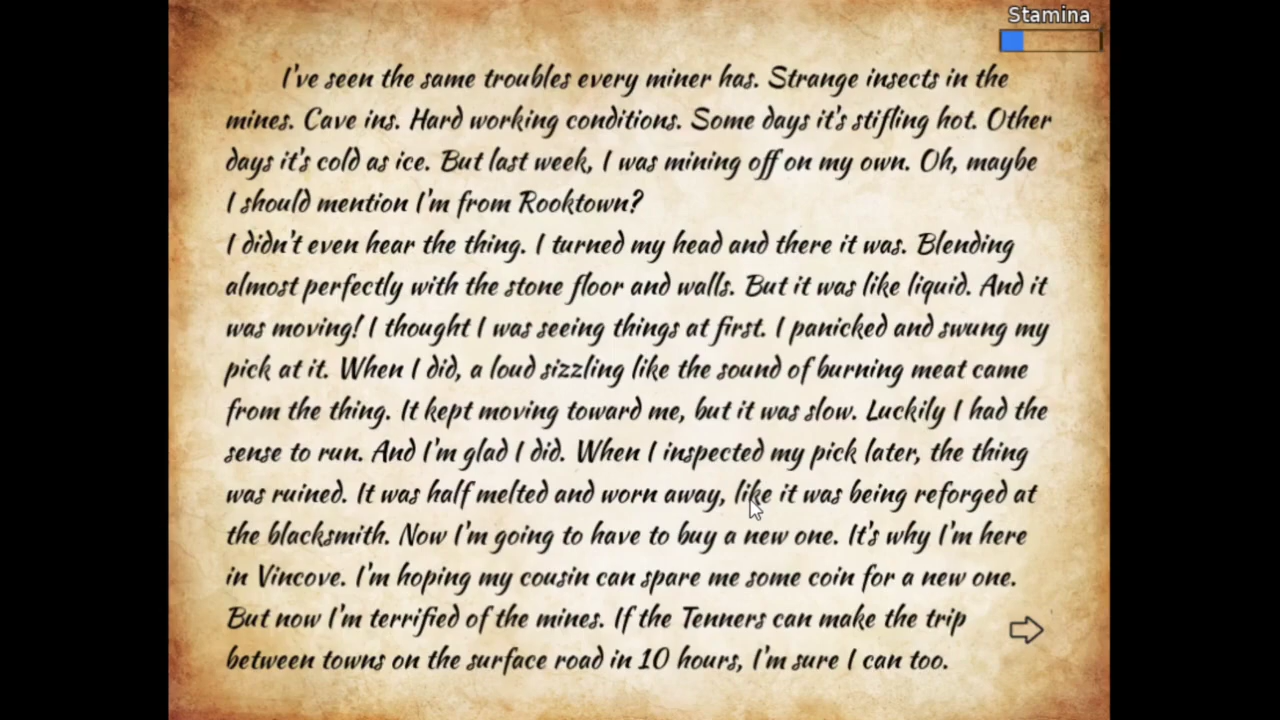 Stamina
I've seen the same troubles every miner has. Strange insects in the
mines. Cave ins. Hard working conditions. Some days it's stifling hot. Other
days it's cold as ice. But last week, I was mining off on my own. Oh, maybe
I should mention I'm from Rooktown?
I didn't even hear the thing. I turned my head and there it was. Blending
almost perfectly with the stone floor and walls. But it was like liquid. And it
was moving! I thought I was seeing things at first. I panicked and swung my
pick at it. When I did, a loud sizzling like the sound of burning meat came
from the thing. It kept moving toward me, but it was slow. Luckily I had the
sense to run. And I'm glad I did. When I inspected my pick later, the thing
was ruined. It was half melted and worn away, like it was being reforged at
the blacksmith. Now I'm going to have to buy a new one. It's why I'm here
in Vincove. I'm hoping my cousin can spare me some coin for a new one.
But now I'm terrified of the mines. If the Tenners can make the trip
between towns on the surface road in 10 hours, I'm sure I can too.